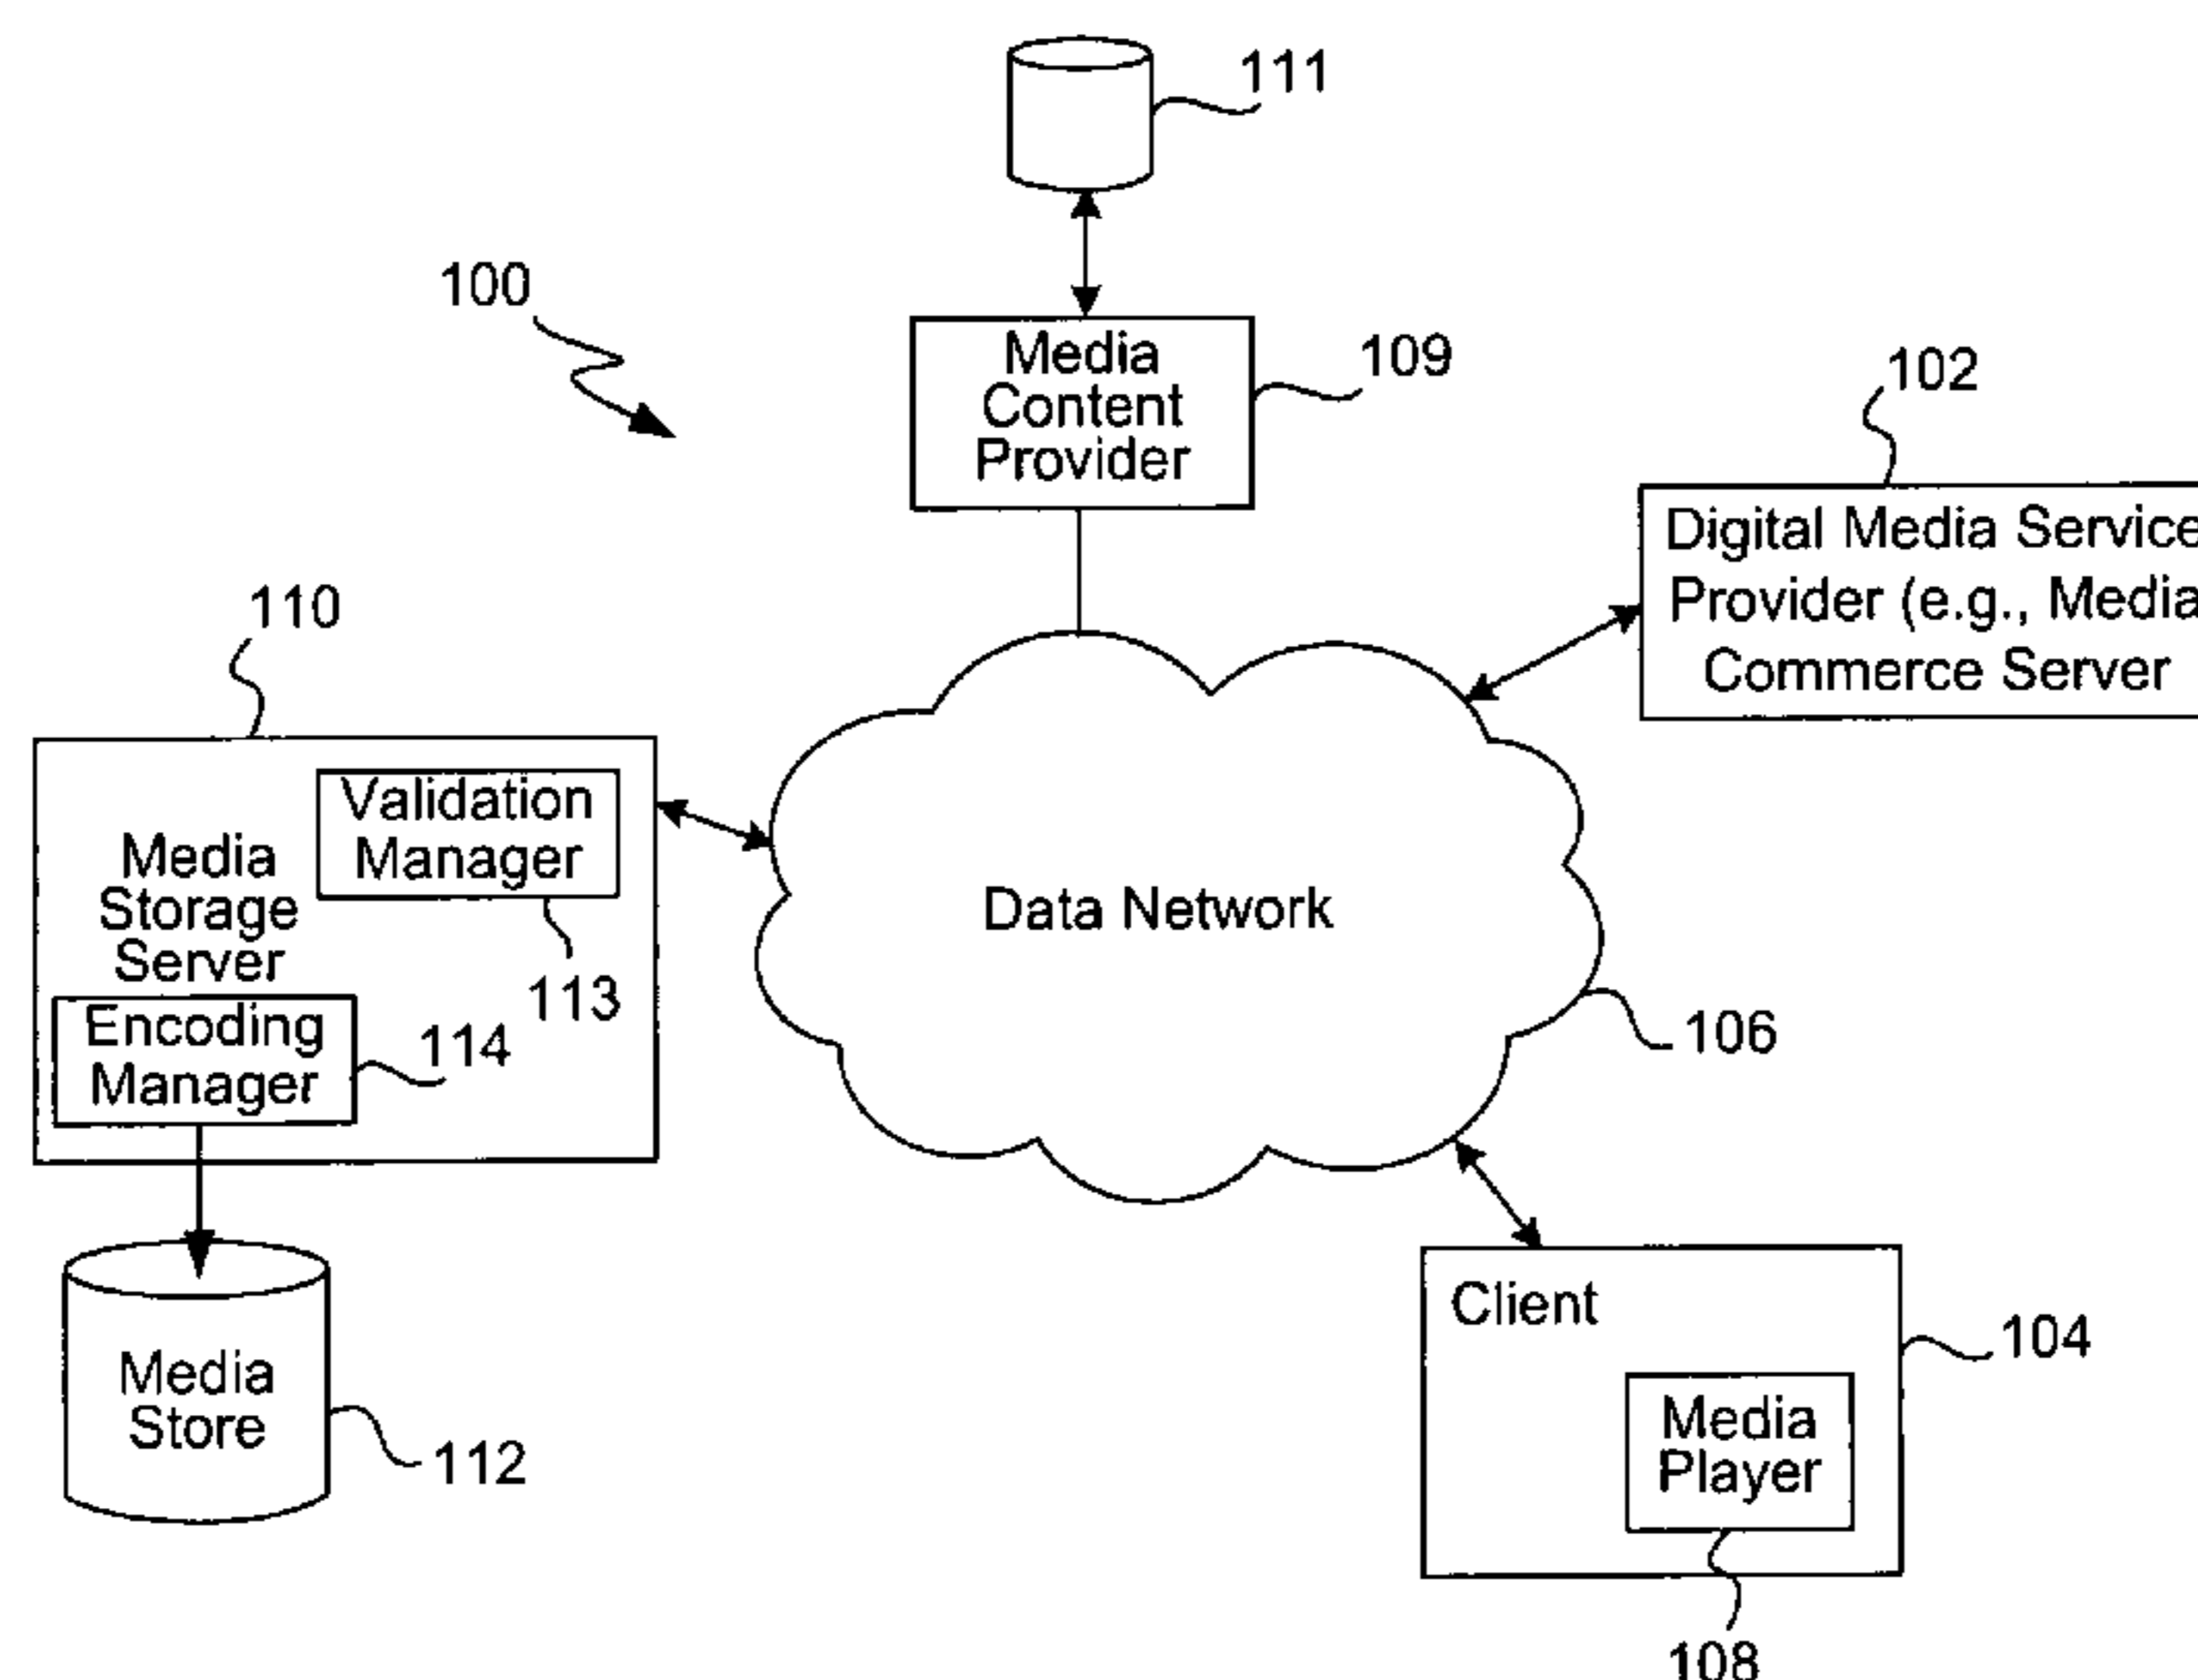 111
100
Media
Content
Provider
109
102
Digital Media Service
Provider (e.g., Media
Commerce Server
110
Validation
Manager
Media
Storage
Server
113
Encoding
Manager
114
Data Network
106
Media
Store
112
Client
104
Media
Player
108